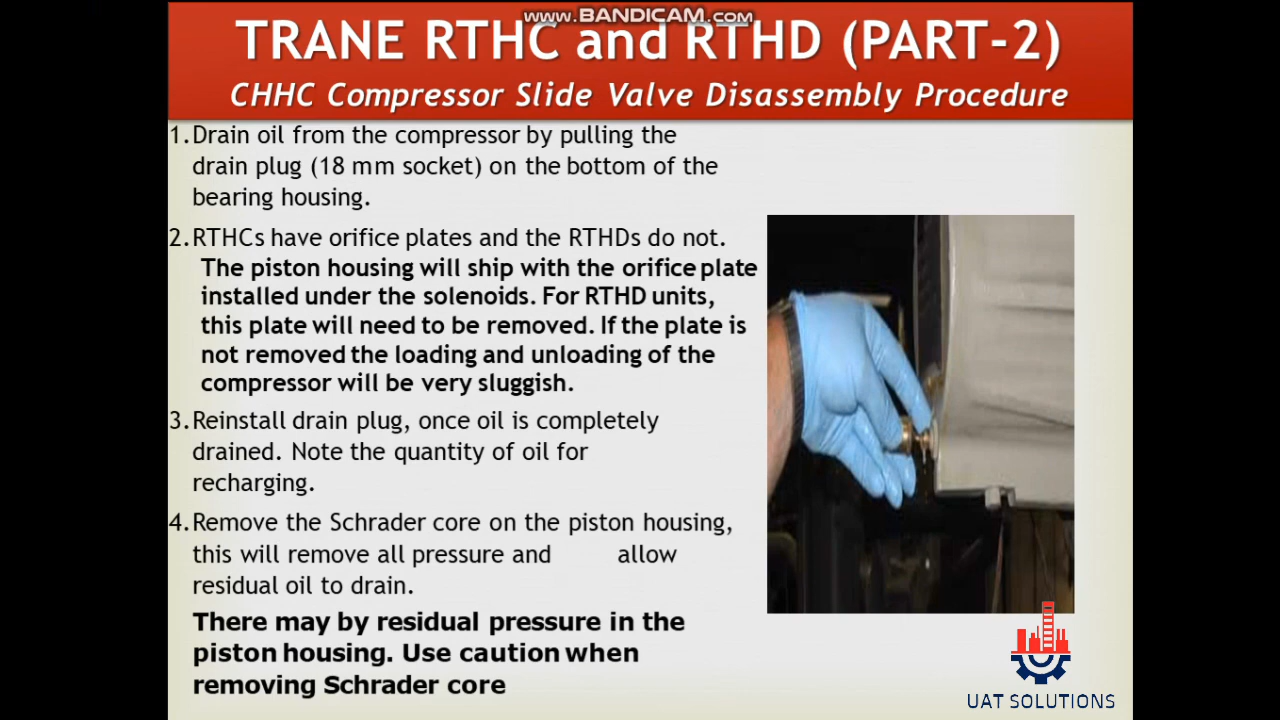 www.BANDICAM.com
TRANE RTHC and RTHD (PART-2)
CHHC Compressor Slide Valve Disassembly Procedure
1.Drain oil from the compressor by pulling the
drain plug (18 mm socket) on the bottom of the
bearing housing.
2.RTHCs have orifice plates and the RTHDs do not.
The piston housing will ship with the orifice plate
installed under the solenoids. For RTHD units,
this plate will need to be removed. If the plate is
not removed the loading and unloading of the
compressor will be very sluggish.
3.Reinstall drain plug, once oil is completely
drained. Note the quantity of oil for
recharging.
4.Remove the Schrader core on the piston housing,
this will remove all pressure and allow
residual oil to drain.
There may by residual pressure in the
piston housing. Use caution when
removing Schrader core
UAT SOLUTIONS